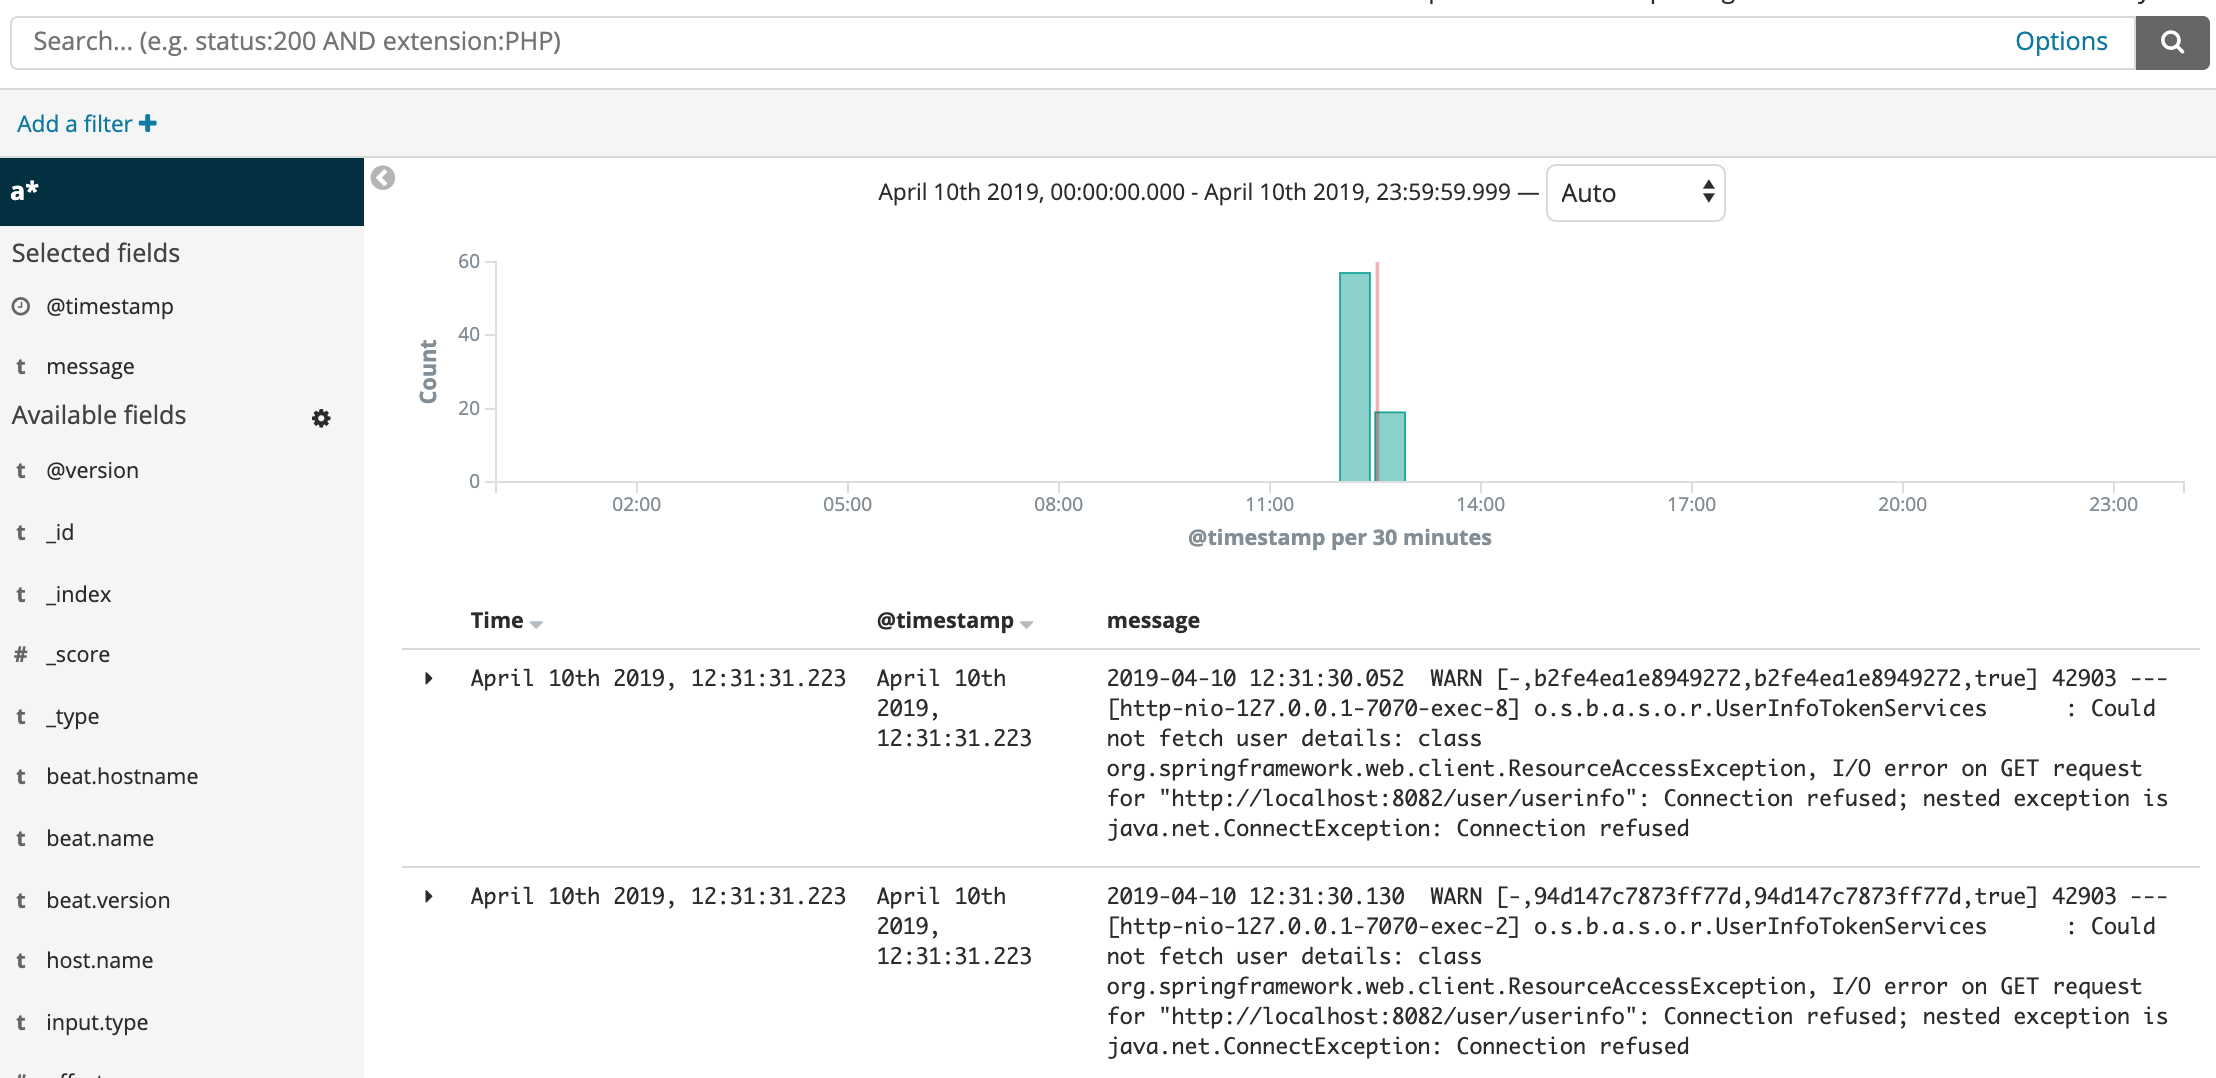 Search... (e.g. status:200 AND extension:PHP)
Options
Add a filter
a*
Selected fields
@timestamp
t message
Available fields
t @version
t _id
t _index
# _score
t _type
t beat.hostname
t beat.name
t beat.version
t host.name
t input.type
April 10th 2019, 00:00:00.000 - April 10th 2019, 23:59:59.999 —
Auto
Count
60
40
20
0
02:00 05:00 08:00 11:00 14:00 17:00 20:00 23:00
@timestamp per 30 minutes
Time @timestamp message
April 10th 2019, 12:31:31.223
April 10th
2019,
12:31:31.223
2019-04-10 12:31:30.052  WARN [-,b2fe4ea1e8949272,b2fe4ea1e8949272,true] 42903 ---
[http-nio-127.0.0.1-7070-exec-8] o.s.b.a.s.o.r.UserInfoTokenServices      : Could
not fetch user details: class
org.springframework.web.client.ResourceAccessException, I/O error on GET request
for "http://localhost:8082/user/userinfo": Connection refused; nested exception is
java.net.ConnectException: Connection refused
April 10th 2019, 12:31:31.223
April 10th
2019,
12:31:31.223
2019-04-10 12:31:30.130  WARN [-,94d147c7873ff77d,94d147c7873ff77d,true] 42903 ---
[http-nio-127.0.0.1-7070-exec-2] o.s.b.a.s.o.r.UserInfoTokenServices      : Could
not fetch user details: class
org.springframework.web.client.ResourceAccessException, I/O error on GET request
for "http://localhost:8082/user/userinfo": Connection refused; nested exception is
java.net.ConnectException: Connection refused